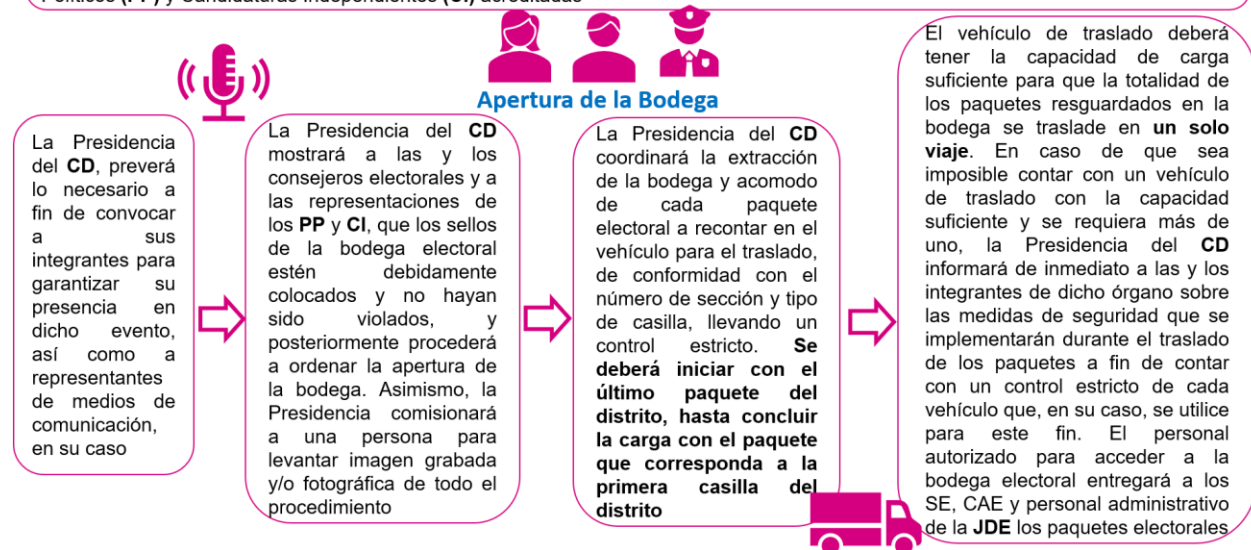 Políticos (PP) y Candidaturas Independientes (CI) acreditadas
Apertura de la Bodega
La Presidencia
del CD, preverá
lo necesario a
fin de convocar
a sus
integrantes para
garantizar su
presencia en
dicho evento,
así como a
representantes
de medios de
comunicación,
en su caso
La Presidencia del CD
mostrará a las y los
consejeros electorales y a
las representaciones de
los PP y CI, que los sellos
de la bodega electoral
estén debidamente
colocados y no hayan
sido violados, y
posteriormente procederá
a ordenar la apertura de
la bodega. Asimismo, la
Presidencia comisionará
a una persona para
levantar imagen grabada
y/o fotográfica de todo el
procedimiento
La Presidencia del CD
coordinará la extracción
de la bodega y acomodo
de cada paquete
electoral a recontar en el
vehículo para el traslado,
de conformidad con el
número de sección y tipo
de casilla, llevando un
control estricto. Se
deberá iniciar con el
último paquete del
distrito, hasta concluir
la carga con el paquete
que corresponda a la
primera casilla del
distrito
El vehículo de traslado deberá
tener la capacidad de carga
suficiente para que la totalidad de
los paquetes resguardados en la
bodega se traslade en un solo
viaje. En caso de que sea
imposible contar con un vehículo
de traslado con la capacidad
suficiente y se requiera más de
uno, la Presidencia del CD
informará de inmediato a las y los
integrantes de dicho órgano sobre
las medidas de seguridad que se
implementarán durante el traslado
de los paquetes a fin de contar
con un control estricto de cada
vehículo que, en su caso, se utilice
para este fin. El personal
autorizado para acceder a la
bodega electoral entregará a los
SE, CAE y personal administrativo
de la JDE los paquetes electorales